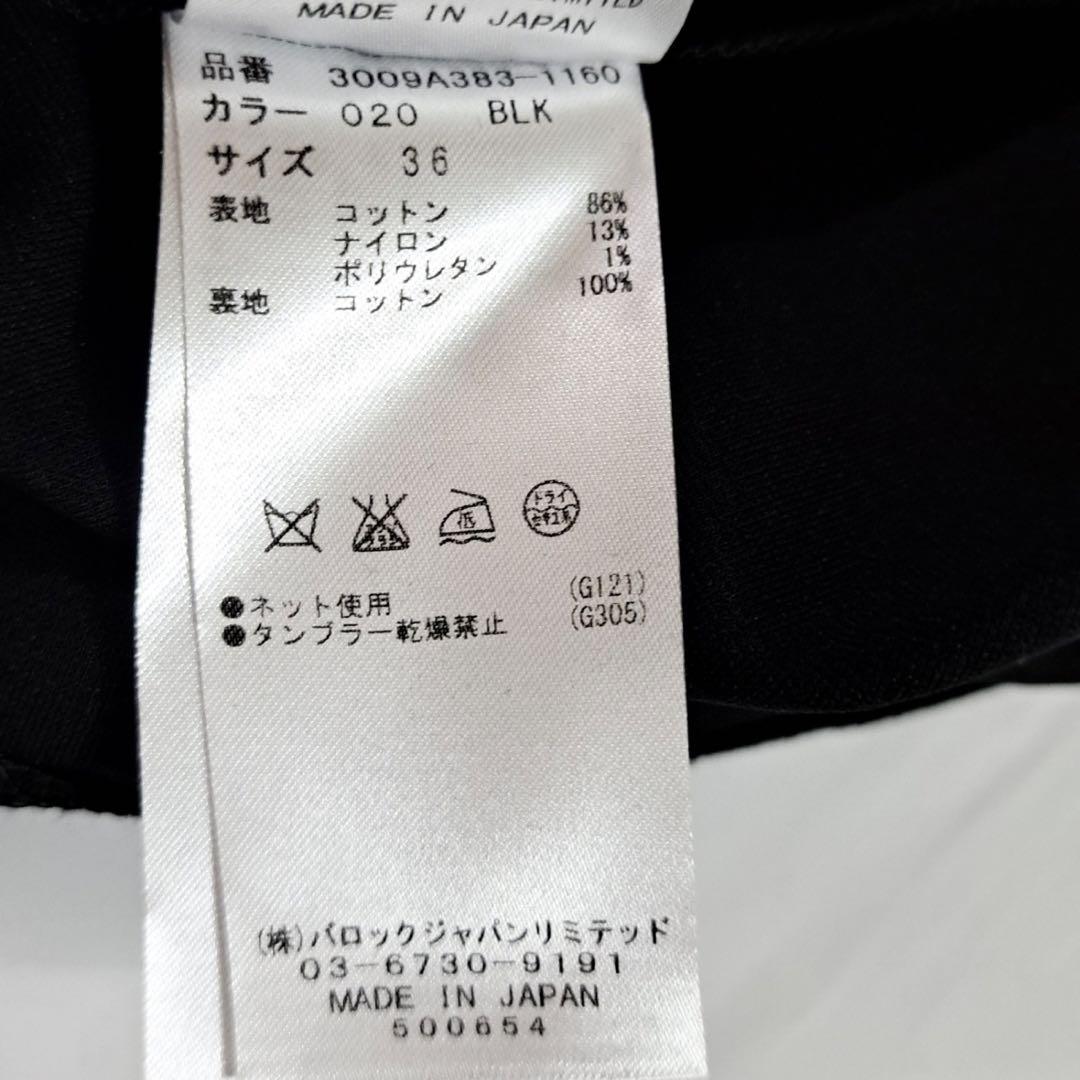 MADE IN JAPAN
品番 3009A383-1160
カラー 020 BLK
サイズ 36
表地 コットン 86%
ナイロン 13%
ポリウレタン 1%
裏地 コットン 100%
低
ドライ
●ネット使用 (G121)
●タンブラー乾燥禁止 (G305)
(株)バロックジャパンリミテッド
03-6730-9191
MADE IN JAPAN
500654